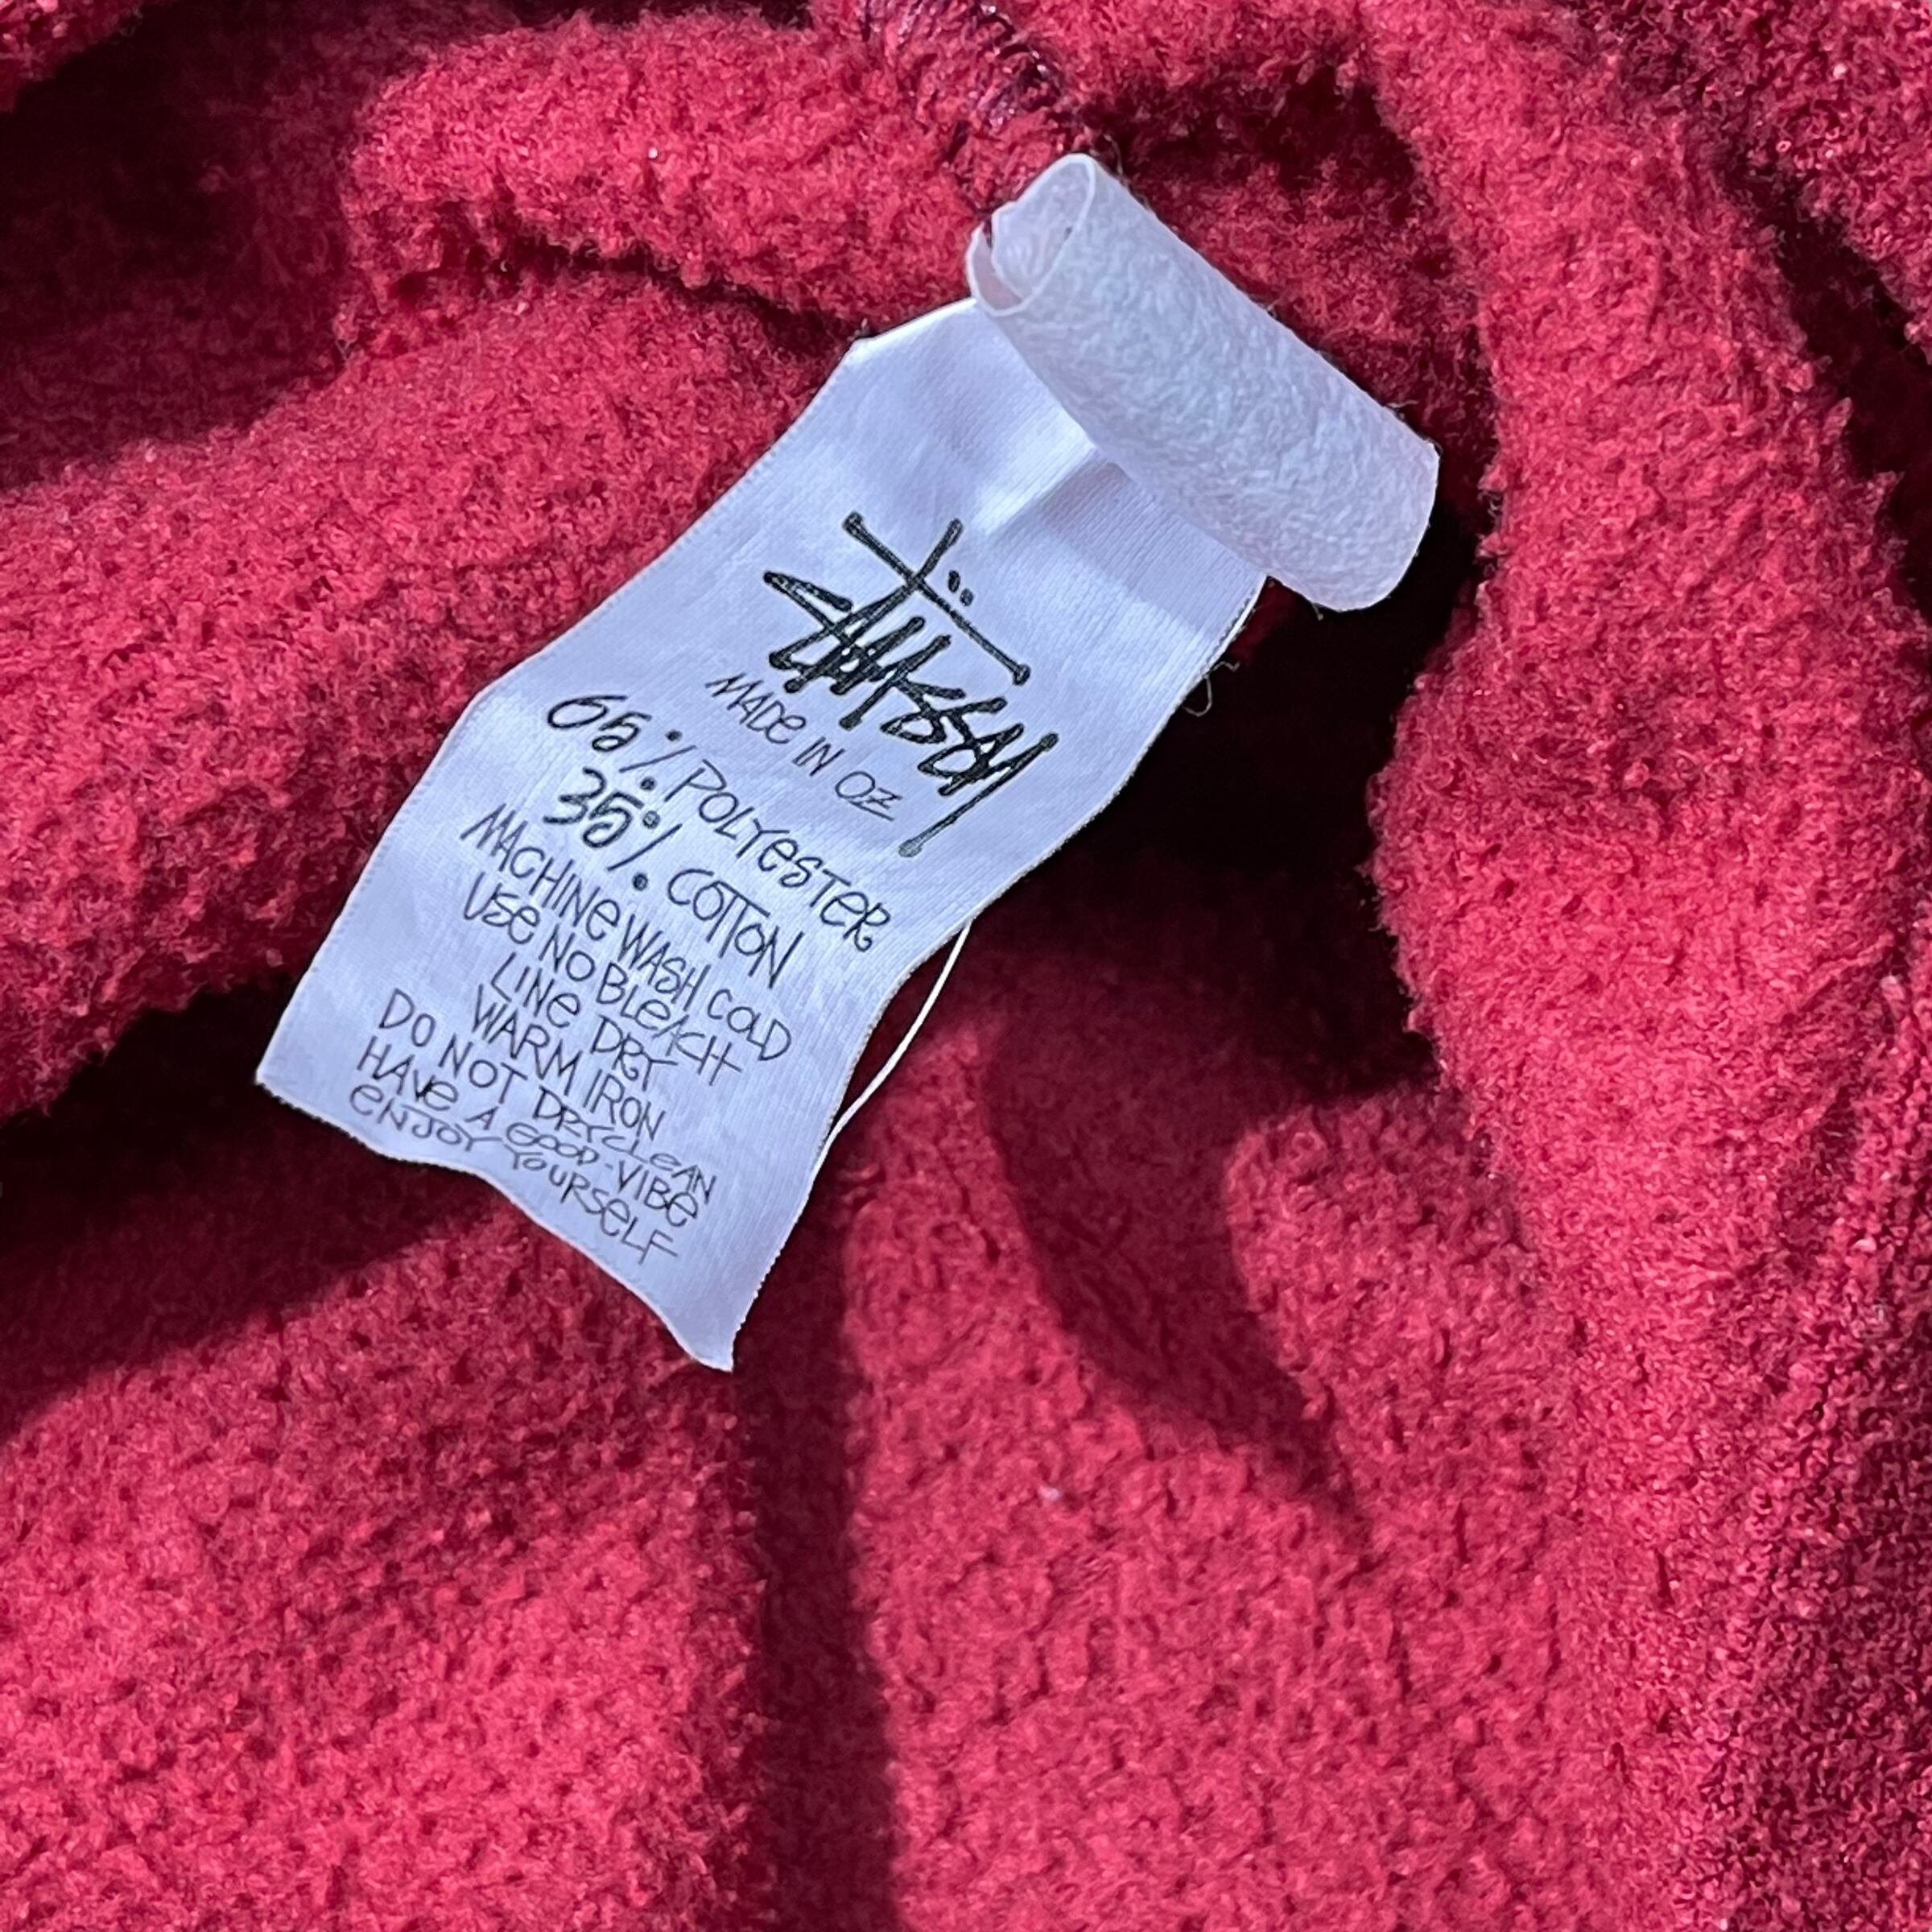 STÜSSY
MADE IN OZ
65% POLYESTER
35% COTTON
MACHINE WASH COLD
USE NO BLEACH
LINE DRY
WARM IRON
DO NOT DRYCLEAN
HAVE A GOOD-VIBE
ENJOY YOURSELF